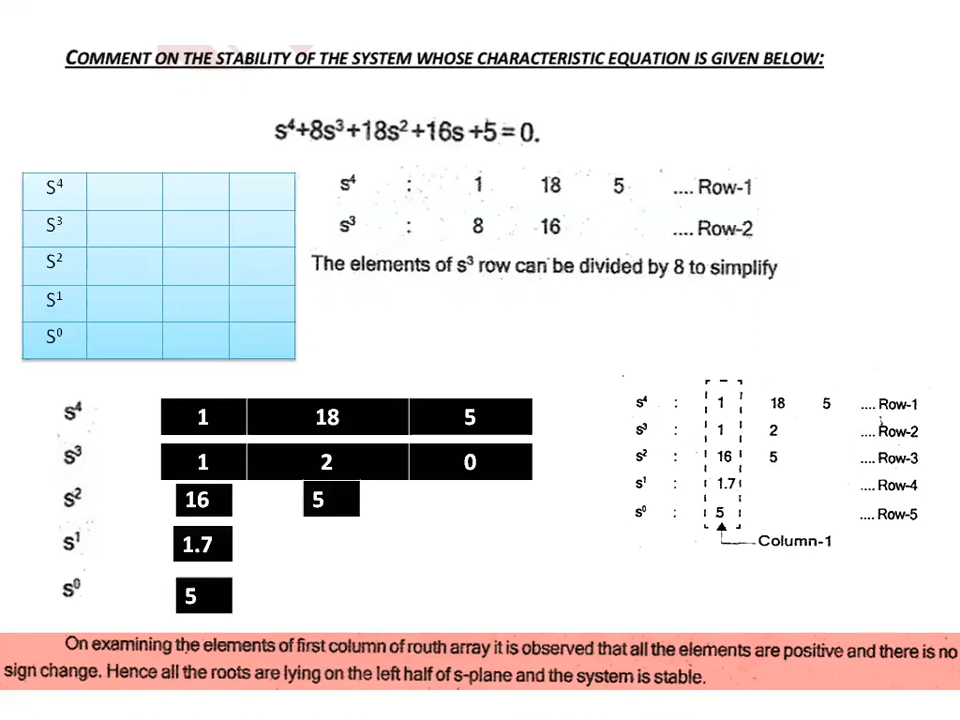 COMMENT ON THE STABILITY OF THE SYSTEM WHOSE CHARACTERISTIC EQUATION IS GIVEN BELOW:
s⁴+8s³+18s²+16s+5=0.
S⁴
S³
S²
S¹
S⁰
s⁴ : 1 18 5 .... Row-1
s³ : 8 16 .... Row-2
The elements of s³ row can be divided by 8 to simplify
s⁴ 1 18 5
s³ 1 2 0
s² 16 5
s¹ 1.7
s⁰ 5
s⁴ : 1 18 5 .... Row-1
s³ : 1 2 .... Row-2
s² : 16 5 .... Row-3
s¹ : 1.7 .... Row-4
s⁰ : 5 .... Row-5
Column-1
On examining the elements of first column of routh array it is observed that all the elements are positive and there is no
sign change. Hence all the roots are lying on the left half of s-plane and the system is stable.